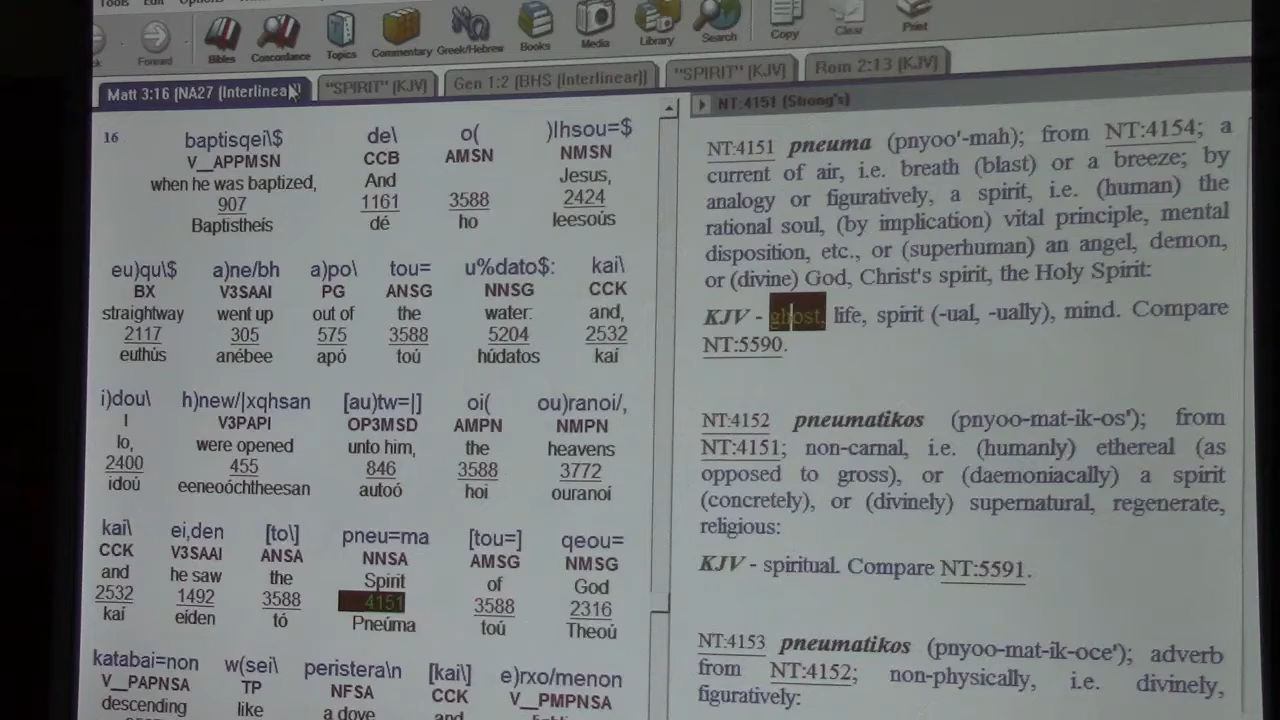 Tools Edit Options
Forward Bibles Concordance Topics Commentary Greek/Hebrew Books Media Library Search Copy Clear Print
Matt 3:16 (NA27 (Interlinear) "SPIRIT" (KJV) Gen 1:2 (BHS (Interlinear)) "SPIRIT" (KJV) Rom 2:13 (KJV)
16 baptisqei\$ de\ o( )Ihsou=$
V__APPMSN CCB AMSN NMSN
when he was baptized, And Jesus,
907 1161 3588 2424
Baptistheís dé ho Ieesoús
eu)qu\$ a)ne/bh a)po\ tou= u%dato$: kai\
BX V3SAAI PG ANSG NNSG CCK
straightway went up out of the water: and,
2117 305 575 3588 5204 2532
euthús anébee apó toú húdatos kaí
i)dou\ h)new/|xqhsan [au)tw=|] oi( ou)ranoi/,
I V3PAPI OP3MSD AMPN NMPN
lo, were opened unto him, the heavens
2400 455 846 3588 3772
idoú eeneoóchtheesan autoó hoi ouranoí
kai\ ei,den [to\] pneu=ma [tou=] qeou=
CCK V3SAAI ANSA NNSA AMSG NMSG
and he saw the Spirit of God
2532 1492 3588 4151 3588 2316
kaí eíden tó Pneúma toú Theoú
katabai=non w(sei\ peristera\n [kai\] e)rxo/menon
V__PAPNSA TP NFSA CCK V__PMPNSA
descending like a dove and
NT:4151 (Strong's)
NT:4151 pneuma (pnyoo'-mah); from NT:4154; a
current of air, i.e. breath (blast) or a breeze; by
analogy or figuratively, a spirit, i.e. (human) the
rational soul, (by implication) vital principle, mental
disposition, etc., or (superhuman) an angel, demon,
or (divine) God, Christ's spirit, the Holy Spirit:
KJV - ghost, life, spirit (-ual, -ually), mind. Compare
NT:5590.
NT:4152 pneumatikos (pnyoo-mat-ik-os'); from
NT:4151; non-carnal, i.e. (humanly) ethereal (as
opposed to gross), or (daemoniacally) a spirit
(concretely), or (divinely) supernatural, regenerate,
religious:
KJV - spiritual. Compare NT:5591.
NT:4153 pneumatikos (pnyoo-mat-ik-oce'); adverb
from NT:4152; non-physically, i.e. divinely,
figuratively: